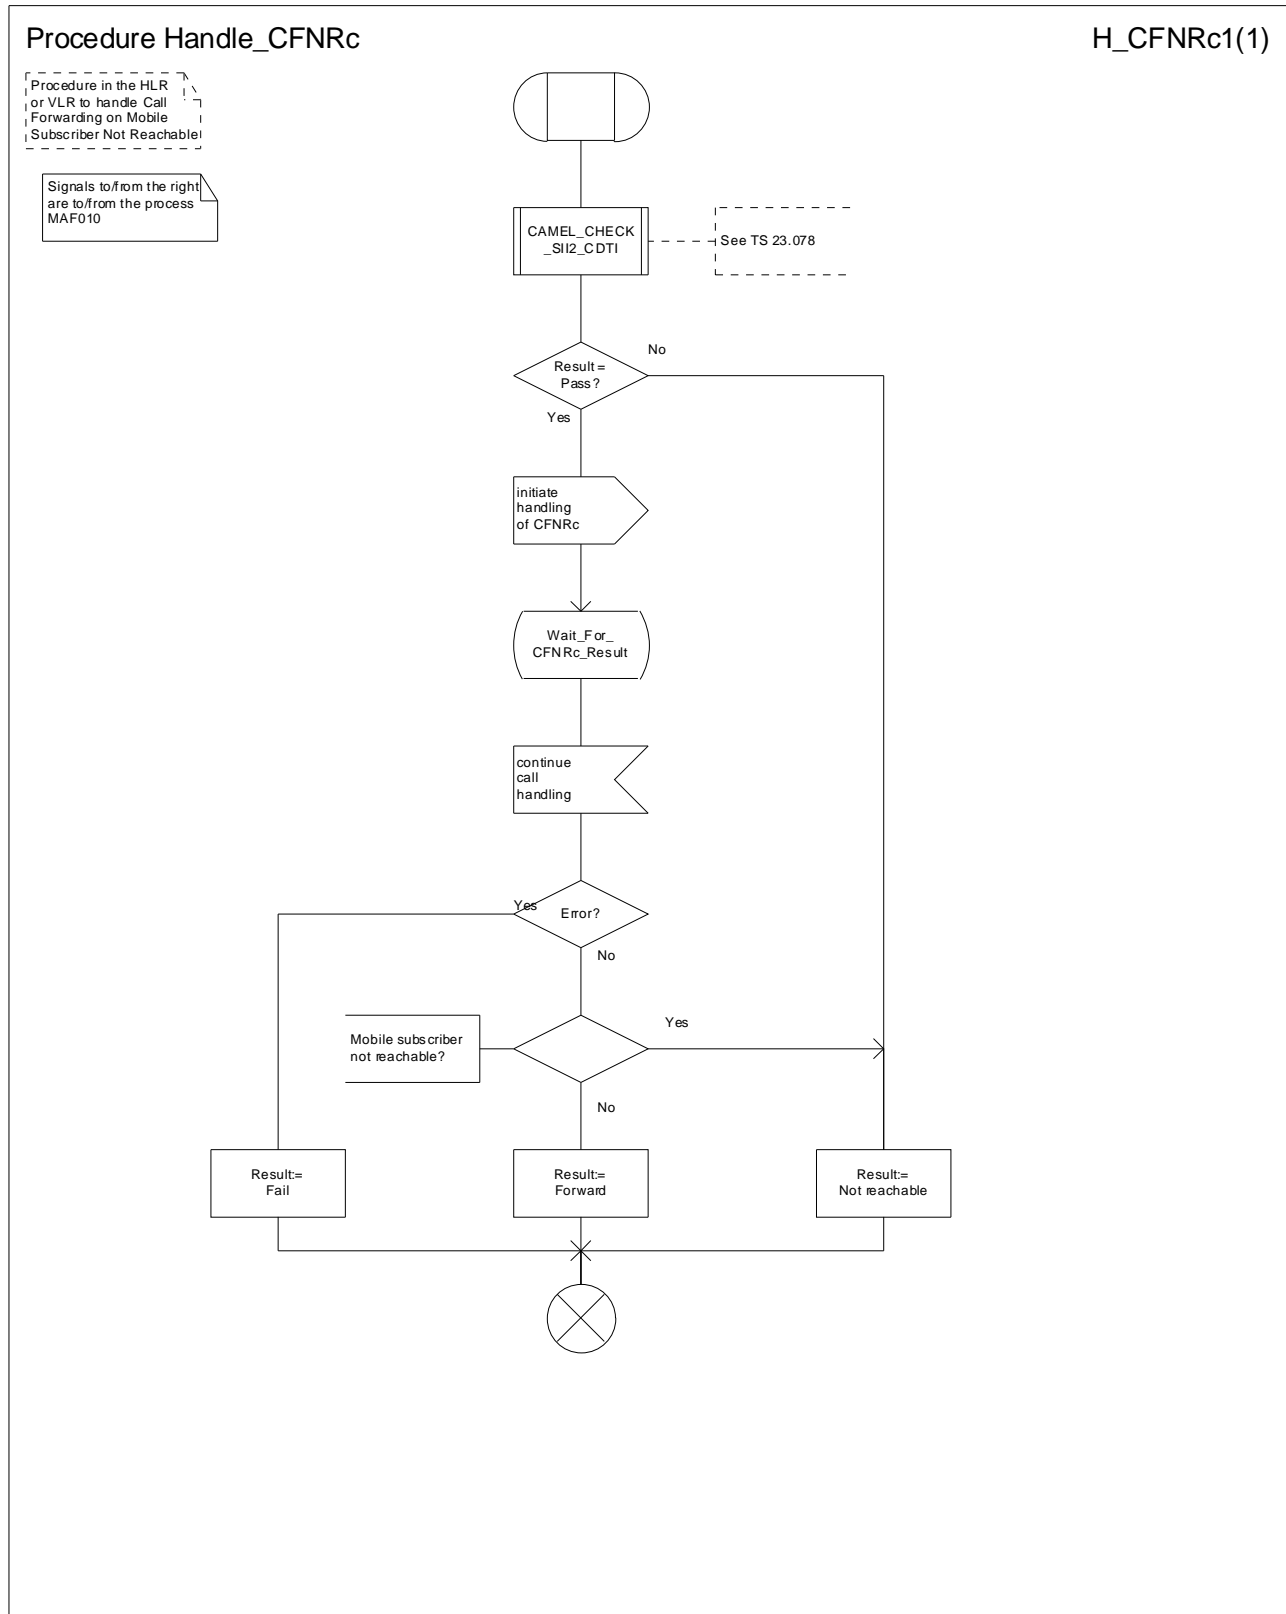 Procedure Handle_CFNRc
H_CFNRc1(1)
Procedure in the HLR
or VLR to handle Call
Forwarding on Mobile
Subscriber Not Reachable
Signals to/from the right
are to/from the process
MAF010
CAMEL_CHECK
_SII2_CDTI
See TS 23.078
No
Result=
Pass?
Yes
initiate
handling
of CFNRc
Wait_For_
CFNRc_Result
continue
call
handling
Yes
Error?
No
Yes
Mobile subscriber
not reachable?
No
Result:=
Fail
Result:=
Forward
Result:=
Not reachable